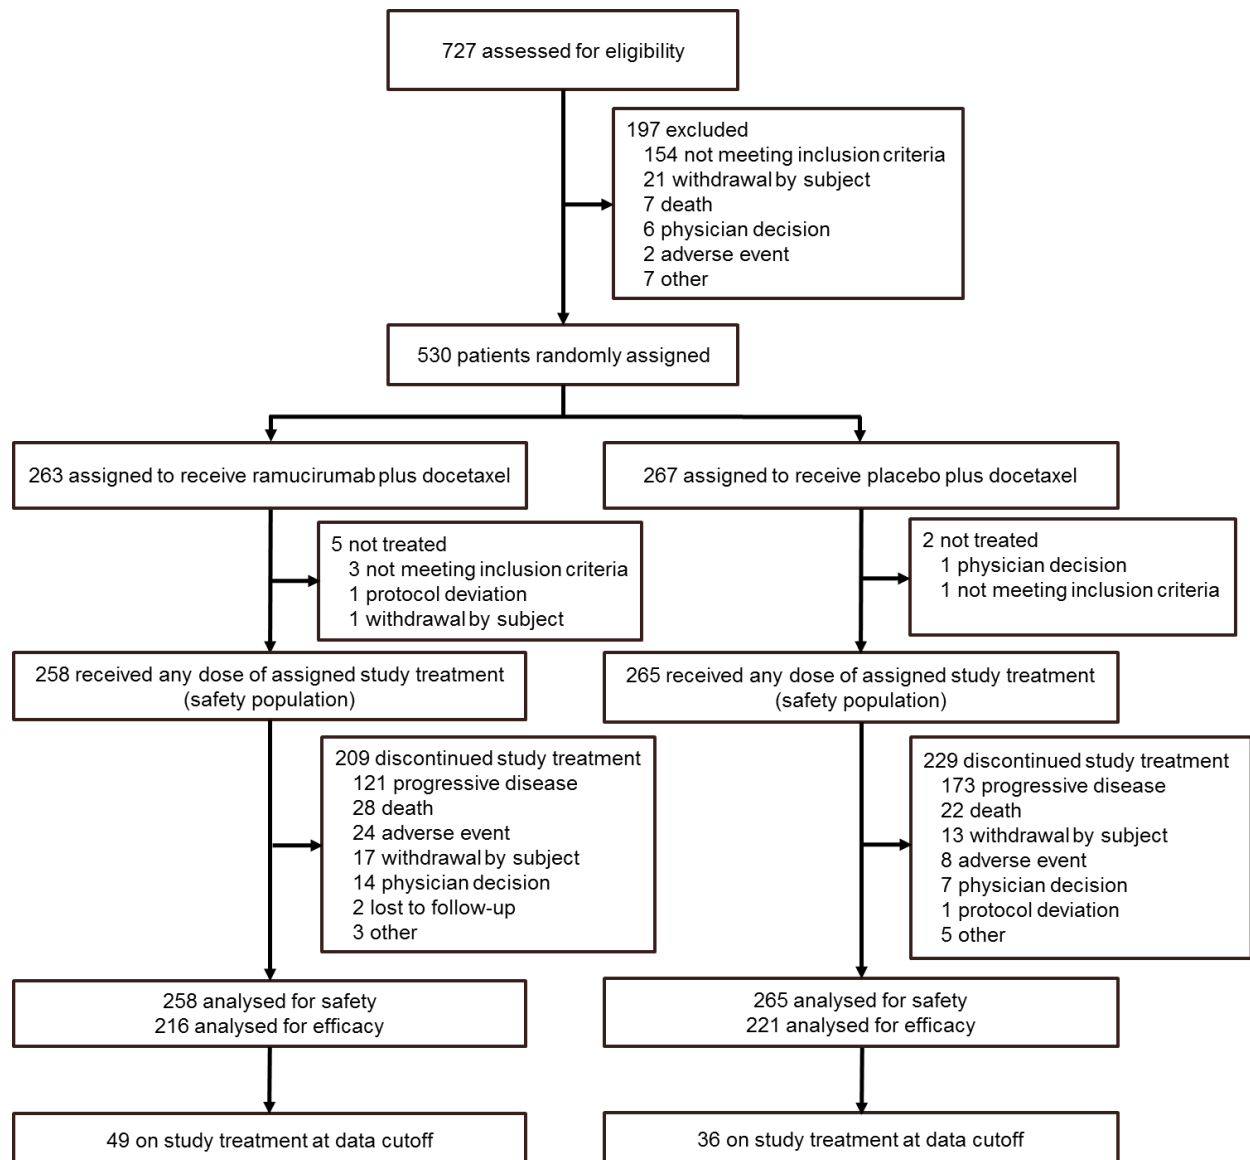 727 assessed for eligibility
197 excluded
154 not meeting inclusion criteria
21 withdrawal by subject
7 death
6 physician decision
2 adverse event
7 other
530 patients randomly assigned
263 assigned to receive ramucirumab plus docetaxel
267 assigned to receive placebo plus docetaxel
5 not treated
3 not meeting inclusion criteria
1 protocol deviation
1 withdrawal by subject
2 not treated
1 physician decision
1 not meeting inclusion criteria
258 received any dose of assigned study treatment
(safety population)
265 received any dose of assigned study treatment
(safety population)
209 discontinued study treatment
121 progressive disease
28 death
24 adverse event
17 withdrawal by subject
14 physician decision
2 lost to follow-up
3 other
229 discontinued study treatment
173 progressive disease
22 death
13 withdrawal by subject
8 adverse event
7 physician decision
1 protocol deviation
5 other
258 analysed for safety
216 analysed for efficacy
265 analysed for safety
221 analysed for efficacy
49 on study treatment at data cutoff
36 on study treatment at data cutoff